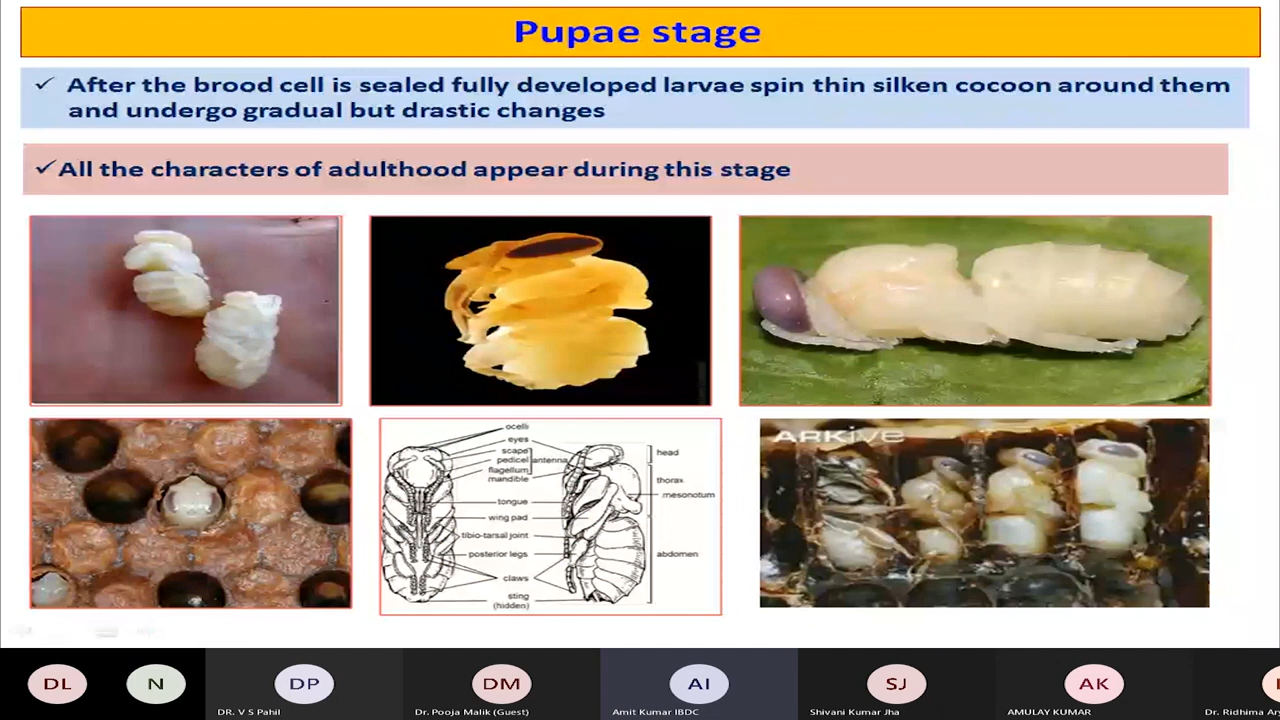 Pupae stage
✓ After the brood cell is sealed fully developed larvae spin thin silken cocoon around them
and undergo gradual but drastic changes
✓ All the characters of adulthood appear during this stage
ocelli
eyes
scape
pedicel
antenna
flagellum
mandible
tongue
wing pad
tibio-tarsal joint
posterior legs
claws
sting
(hidden)
head
thorax
mesonotum
abdomen
ARKive
DL
N
DP
DM
AI
SJ
AK
DR. V S Pahil
Dr. Pooja Malik (Guest)
Amit Kumar IBDC
Shivani Kumar Jha
AMULAY KUMAR
Dr. Ridhima